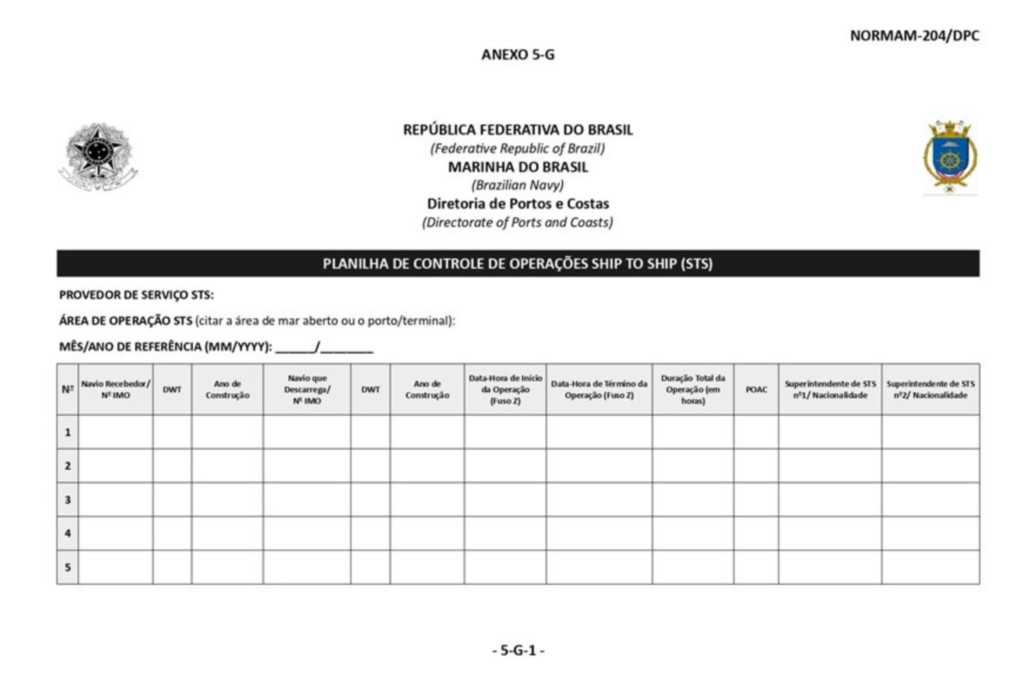 NORMAM-204/DPC
ANEXO 5-G
REPÚBLICA FEDERATIVA DO BRASIL
(Federative Republic of Brazil)
MARINHA DO BRASIL
(Brazilian Navy)
Diretoria de Portos e Costas
(Directorate of Ports and Coasts)
PLANILHA DE CONTROLE DE OPERAÇÕES SHIP TO SHIP (STS)
PROVEDOR DE SERVIÇO STS:
ÁREA DE OPERAÇÃO STS (citar a área de mar aberto ou o porto/terminal):
MÊS/ANO DE REFERÊNCIA (MM/YYYY): ______/________
Nº
Navio Recebedor/
Nº IMO
DWT
Ano de
Construção
Navio que
Descarrega/
Nº IMO
DWT
Ano de
Construção
Data-Hora de Início
da Operação
(Fuso Z)
Data-Hora de Término da
Operação (Fuso Z)
Duração Total da
Operação (em
horas)
POAC
Superintendente de STS
nº1/ Nacionalidade
Superintendente de STS
nº2/ Nacionalidade
1
2
3
4
5
- 5-G-1 -